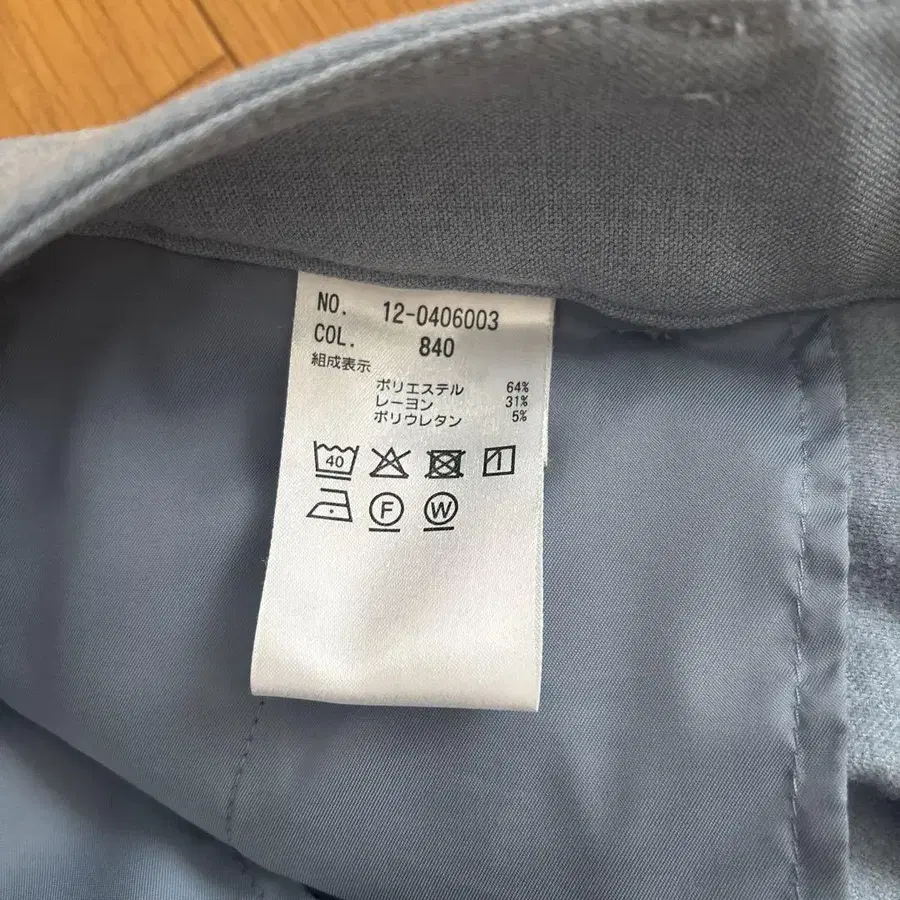 NO. 12-0406003
COL. 840
組成表示
ポリエステル 64%
レーヨン 31%
ポリウレタン 5%
40
F W